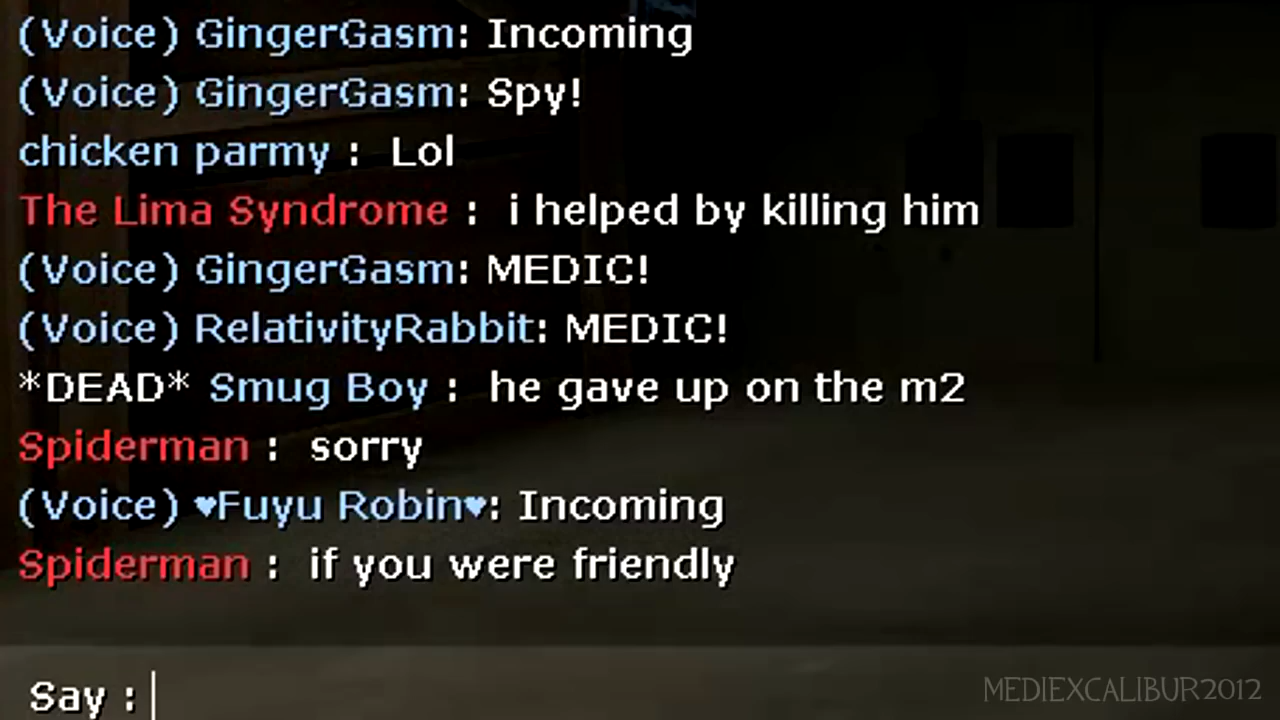 (Voice) GingerGasm: Incoming
(Voice) GingerGasm: Spy!
chicken parmy :  Lol
The Lima Syndrome :  i helped by killing him
(Voice) GingerGasm: MEDIC!
(Voice) RelativityRabbit: MEDIC!
*DEAD* Smug Boy :  he gave up on the m2
Spiderman :  sorry
(Voice) ♥Fuyu Robin♥: Incoming
Spiderman :  if you were friendly
Say :
MEDIEXCALIBUR2012